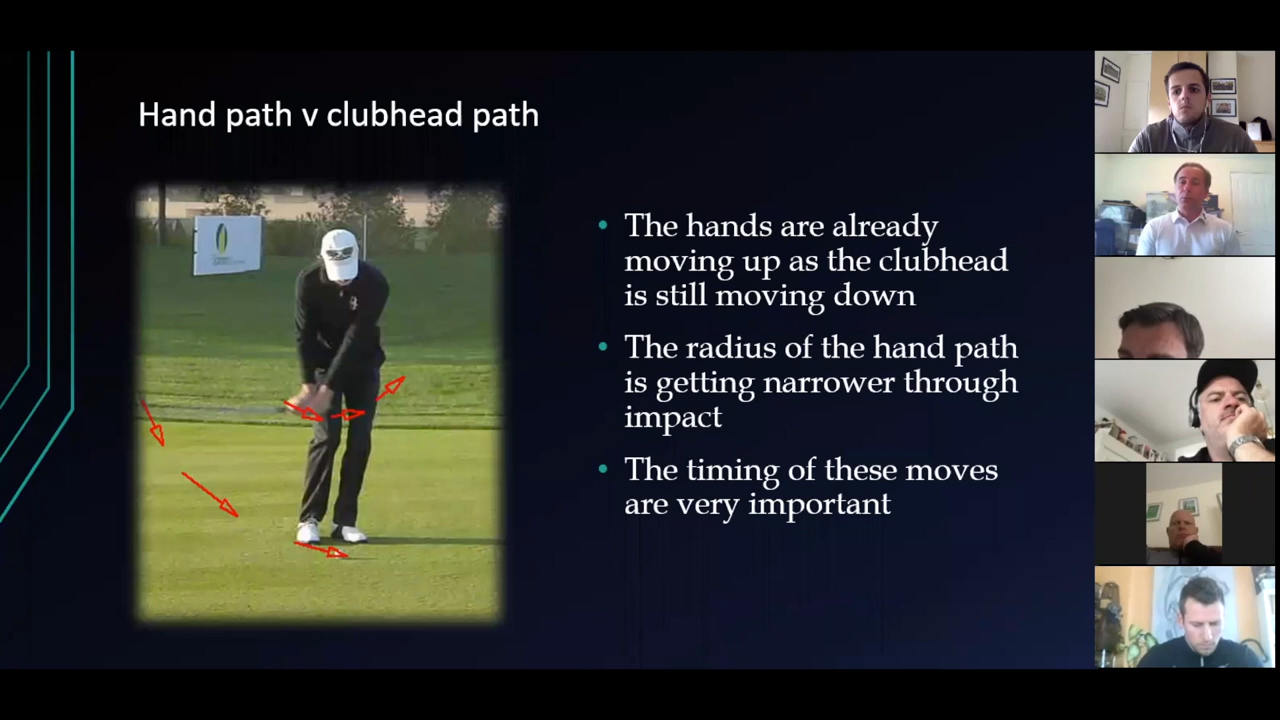 Hand path v clubhead path
• The hands are already
moving up as the clubhead
is still moving down
• The radius of the hand path
is getting narrower through
impact
• The timing of these moves
are very important